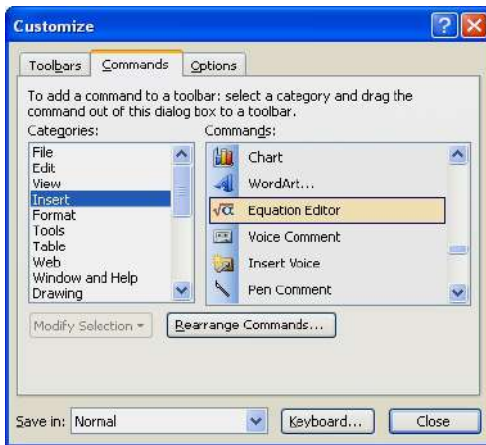 Customize
Toolbars
Commands
Options
To add a command to a toolbar: select a category and drag the
command out of this dialog box to a toolbar.
Categories:
Commands:
File
Edit
View
Insert
Format
Tools
Table
Web
Window and Help
Drawing
Chart
WordArt...
√α Equation Editor
Voice Comment
Insert Voice
Pen Comment
Modify Selection
Rearrange Commands...
Save in: Normal
Keyboard...
Close